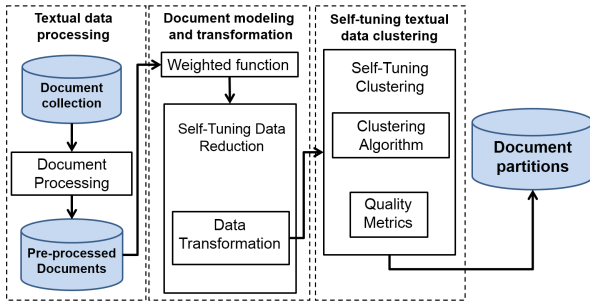 Textual data
processing
Document
collection
Document
Processing
Pre-processed
Documents
Document modeling
and transformation
Weighted function
Self-Tuning Data
Reduction
Data
Transformation
Self-tuning textual
data clustering
Self-Tuning
Clustering
Clustering
Algorithm
Quality
Metrics
Document
partitions